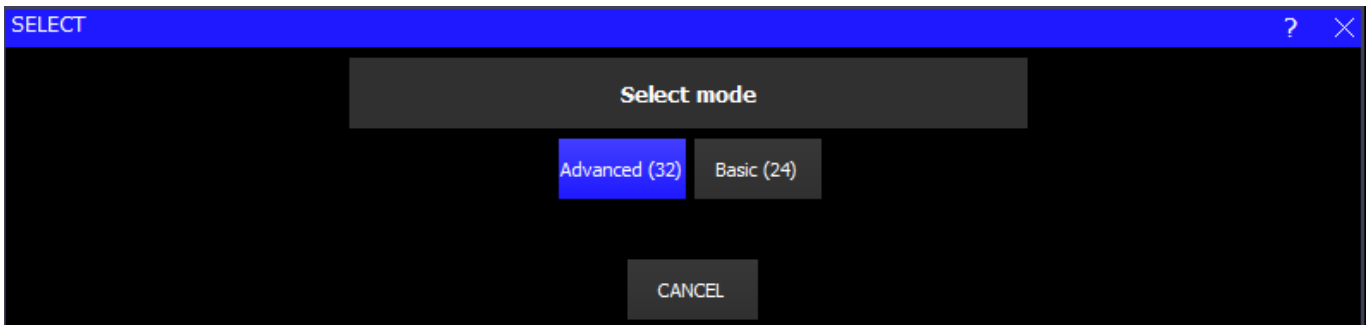 SELECT ?
Select mode
Advanced (32) Basic (24)
CANCEL